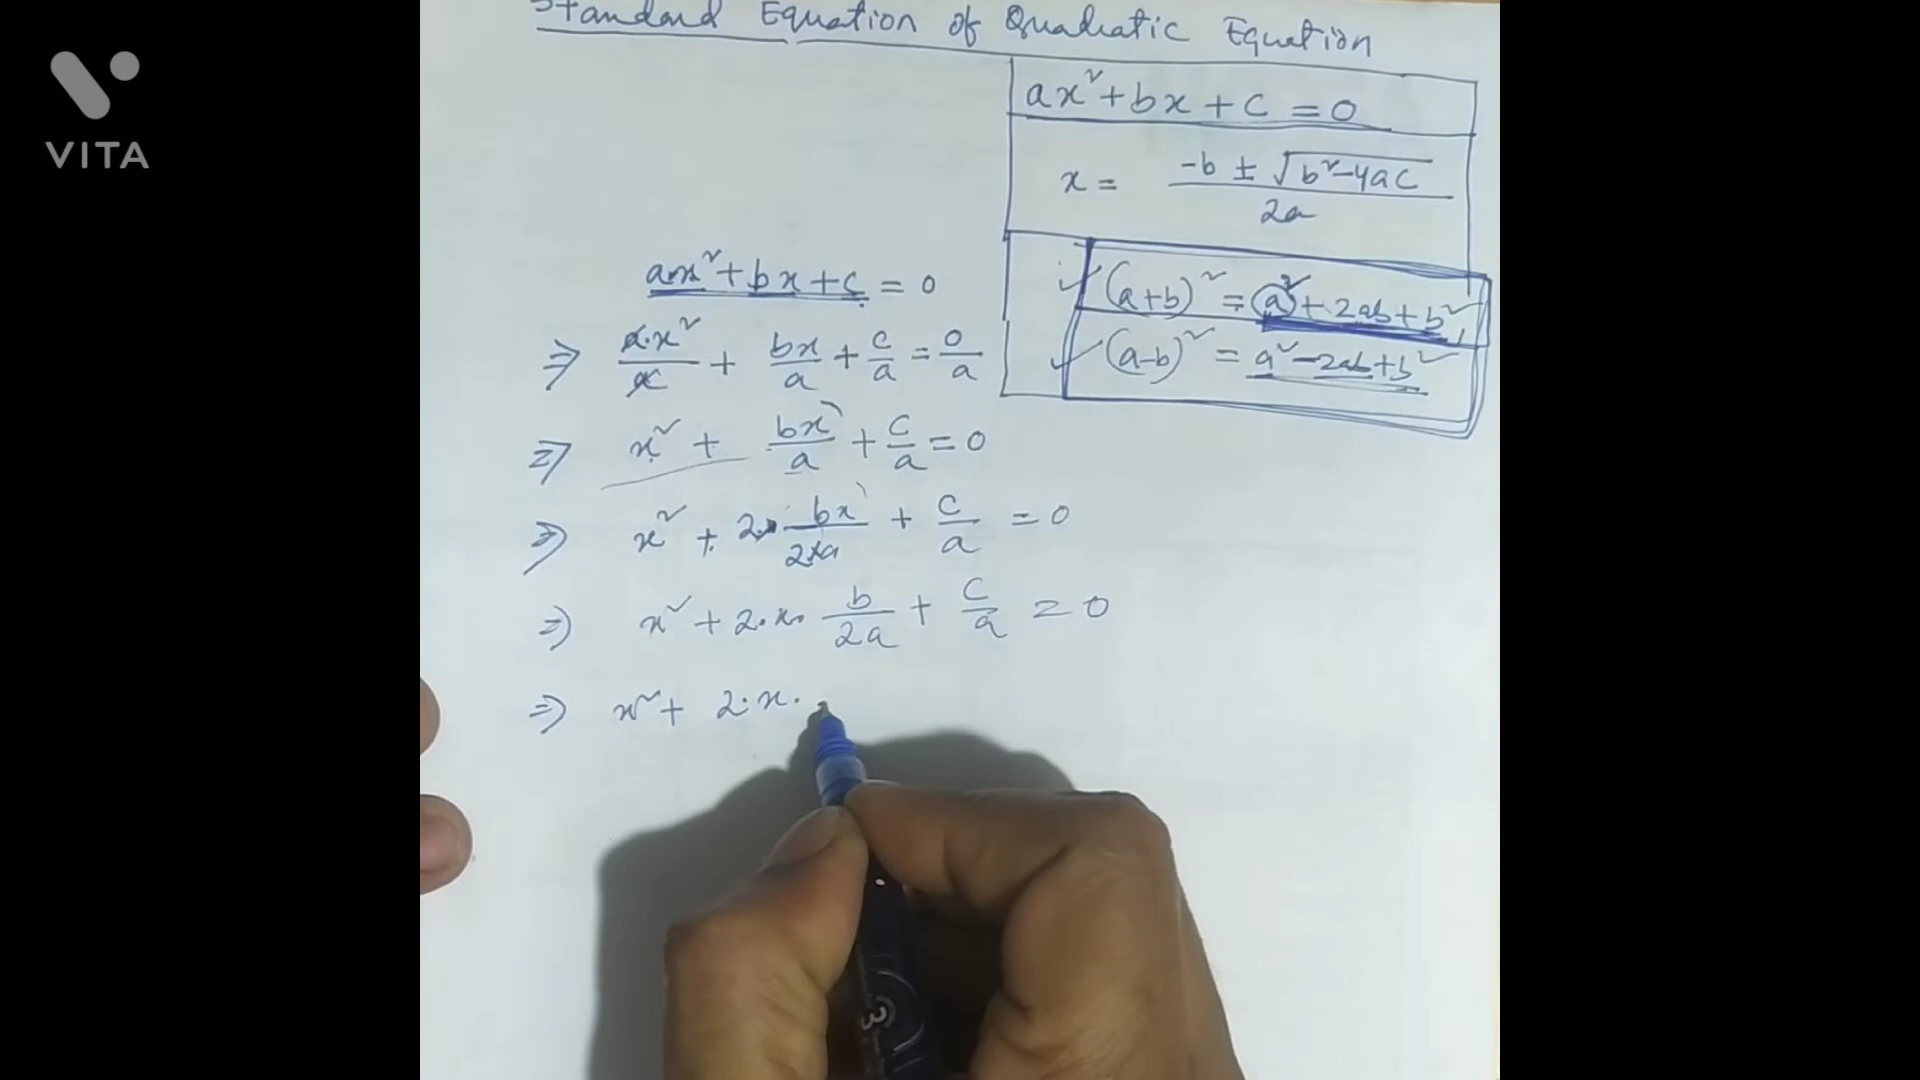 VITA
Standard Equation of Quadratic Equation
ax² + bx + c = 0
x = -b ± √b²-4ac / 2a
(a+b)² = a² + 2ab + b²
(a-b)² = a² - 2ab + b²
ax² + bx + c = 0
⇒ a·x²/a + bx/a + c/a = 0/a
⇒ x² + bx/a + c/a = 0
⇒ x² + 2· bx/2×a + c/a = 0
⇒ x² + 2·x· b/2a + c/a = 0
⇒ x² + 2·x·